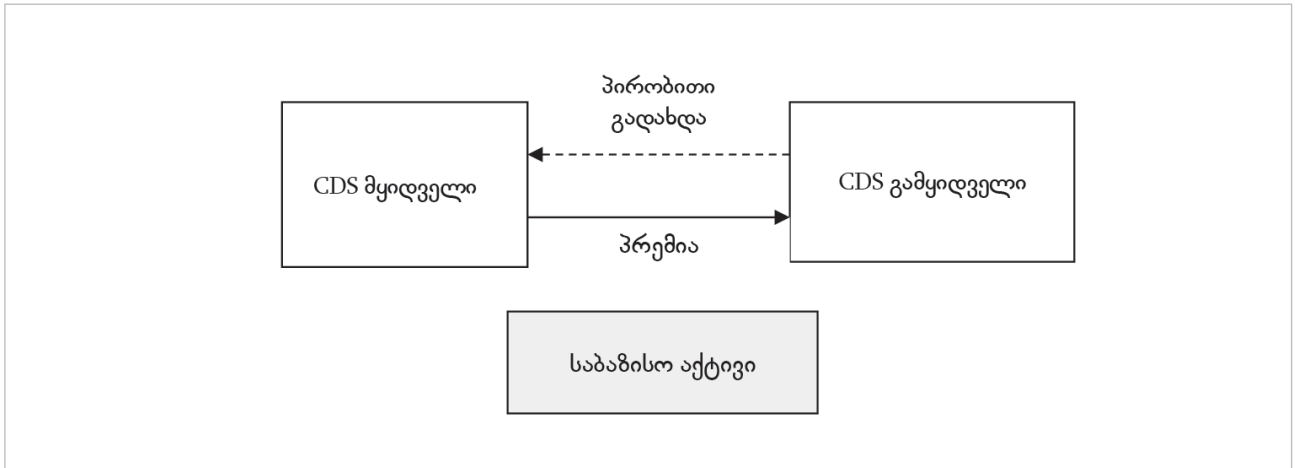 პირობითი
გადახდა
CDS მყიდველი
CDS გამყიდველი
პრემია
საბაზისო აქტივი